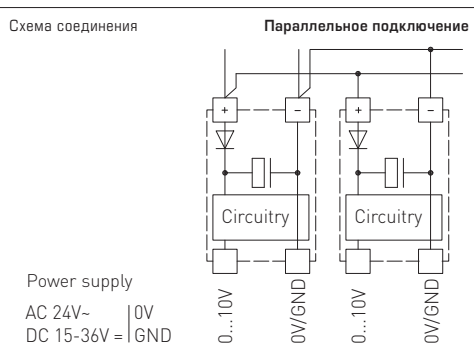 Схема соединения
Параллельное подключение
+ − + −
Circuitry Circuitry
Power supply
AC 24V~ 0V
DC 15-36V = GND
0...10V
0V/GND
0...10V
0V/GND